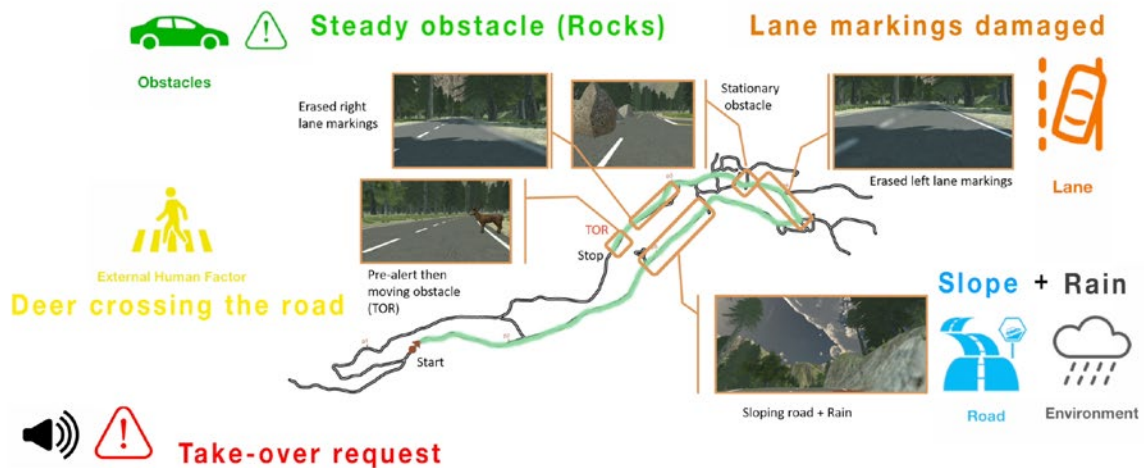 Steady obstacle (Rocks)
Lane markings damaged
Obstacles
Erased right
lane markings
Stationary
obstacle
Erased left lane markings
Lane
TOR
Stop
External Human Factor
Deer crossing the road
Pre-alert then
moving obstacle
(TOR)
Start
Slope + Rain
Sloping road + Rain
Road
Environment
Take-over request